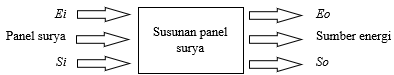 Ei
Panel surya
Si
Susunan panel
surya
Eo
Sumber energi
So